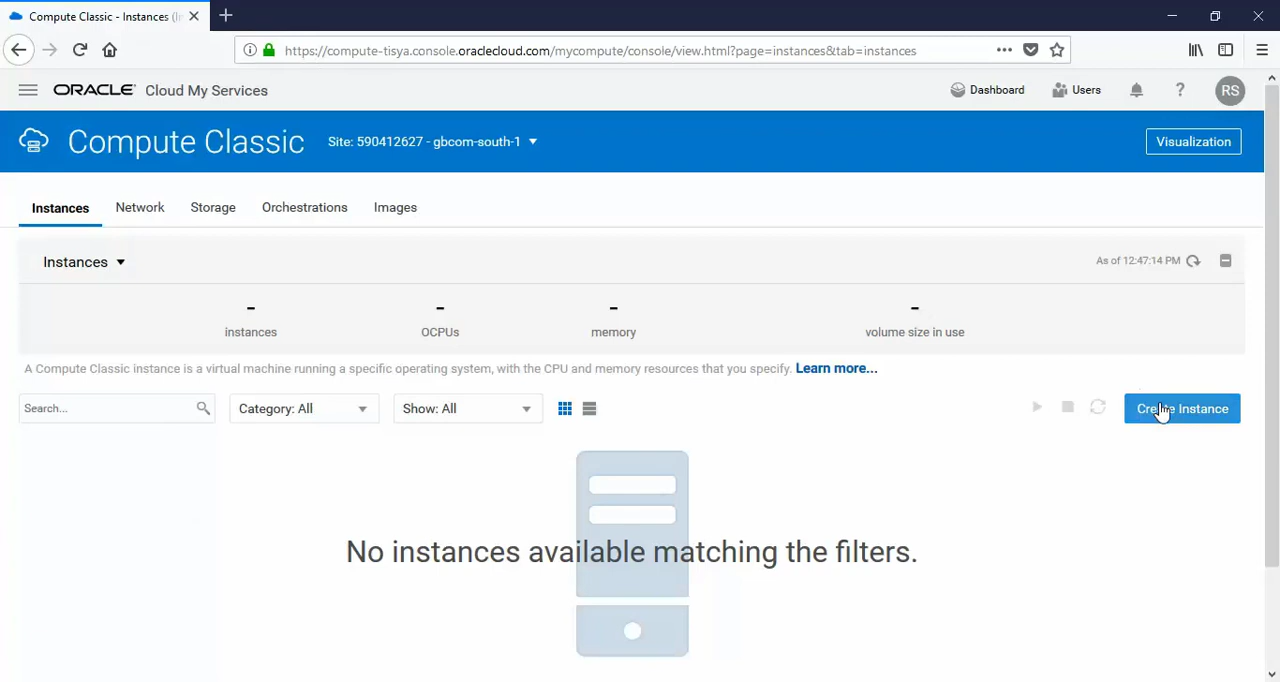 Compute Classic - Instances (In
https://compute-tisya.console.oraclecloud.com/mycompute/console/view.html?page=instances&tab=instances
ORACLE Cloud My Services
Dashboard
Users
?
RS
Compute Classic
Site: 590412627 - gbcom-south-1
Visualization
Instances
Network
Storage
Orchestrations
Images
Instances
As of 12:47:14 PM
- - - -
instances
OCPUs
memory
volume size in use
A Compute Classic instance is a virtual machine running a specific operating system, with the CPU and memory resources that you specify. Learn more...
Search...
Category: All
Show: All
Create Instance
No instances available matching the filters.